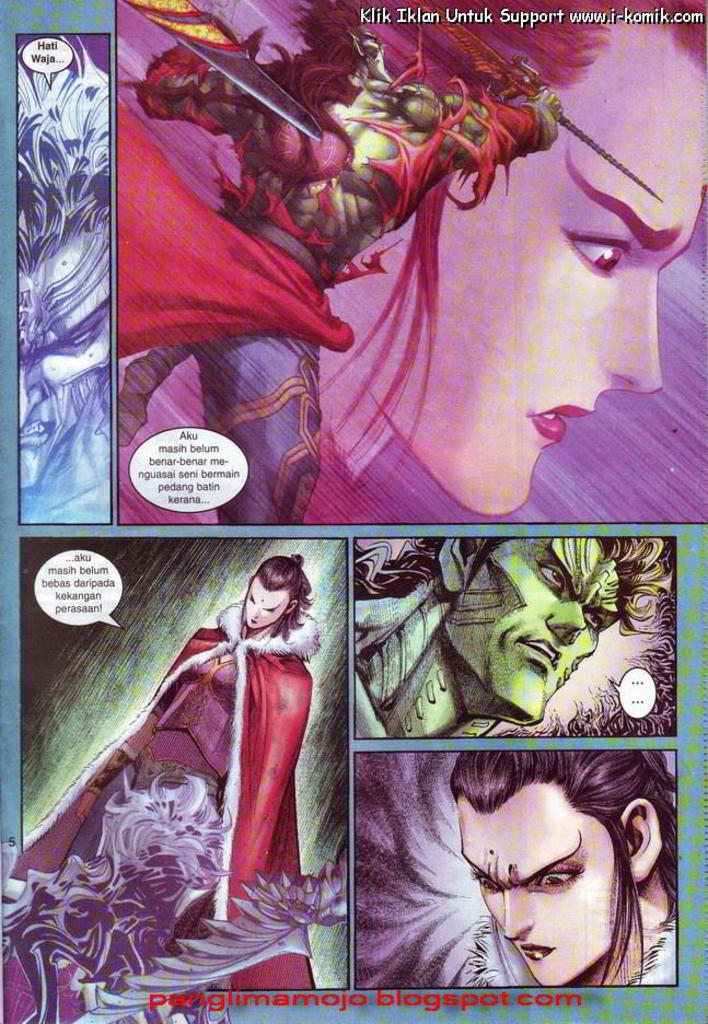 Klik Iklan Untuk Support www.i-komik.com
Hati
Waja...
Aku
masih belum
benar-benar me-
nguasai seni bermain
pedang batin
kerana...
...aku
masih belum
bebas daripada
kekangan
perasaan!
...
...
5
panglimamojo.blogspot.com